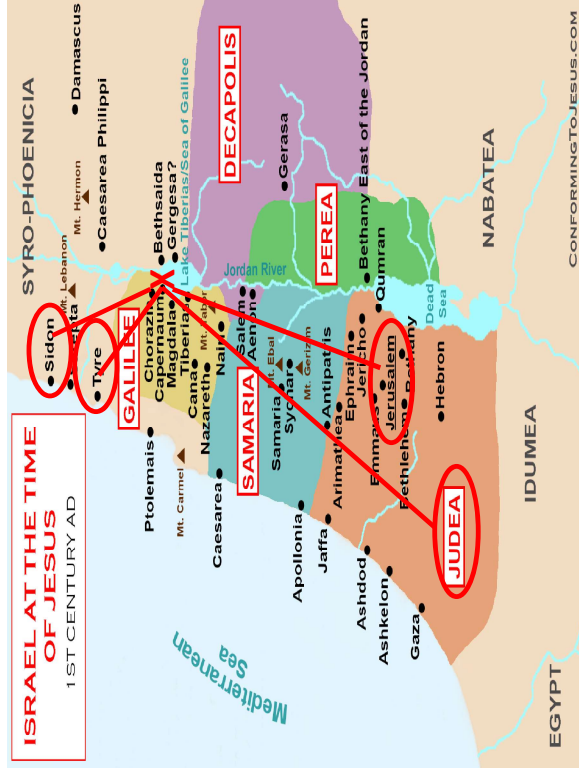 ISRAEL AT THE TIME
OF JESUS
1ST CENTURY AD
SYRO-PHOENICIA
Sidon
Mt. Lebanon
Sarepta
Damascus
Mt. Hermon
Tyre
Caesarea Philippi
GALILEE
Ptolemais
Chorazin
Bethsaida
Capernaum
Gergesa?
Magdala
Tiberias
Lake Tiberias/Sea of Galilee
Mt. Carmel
Cana
Mt. Tabor
Nazareth
Nain
Caesarea
DECAPOLIS
SAMARIA
Salem
Aenon
Jordan River
Mt. Ebal
Samaria
Sychar
Mt. Gerizim
Gerasa
Apollonia
Antipatris
PEREA
Jaffa
Arimathea
Ephraim
Jericho
Bethany East of the Jordan
Ashdod
Emmaus
Qumran
Ashkelon
Jerusalem
Bethlehem
Bethany
Gaza
Hebron
Dead
Sea
JUDEA
Mediterranean
Sea
NABATEA
IDUMEA
EGYPT
CONFORMINGTOJESUS.COM